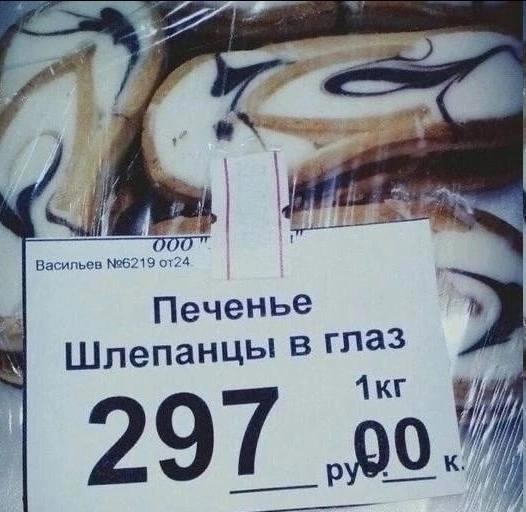 ООО "
Васильев №6219 от24.
Печенье
Шлепанцы в глаз
1кг
297 руб. 00 к.